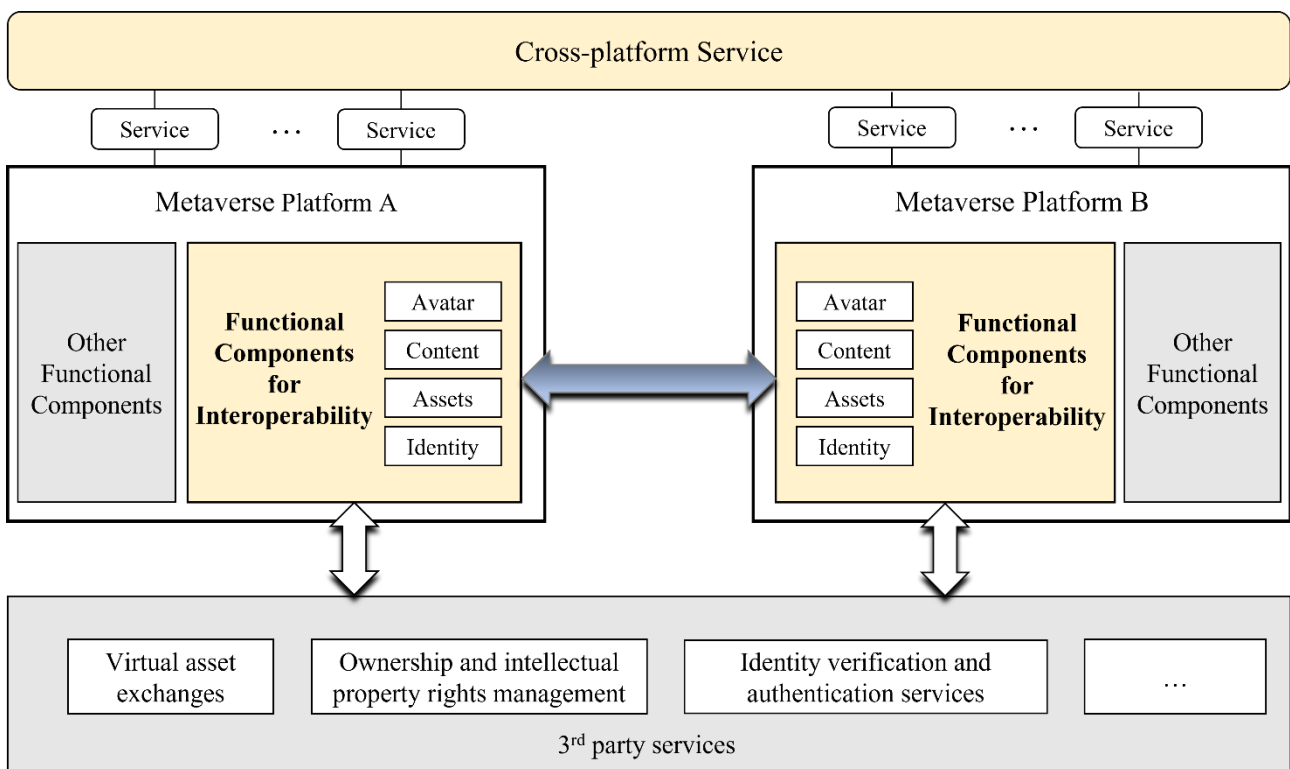 Cross-platform Service
Service ... Service
Service ... Service
Metaverse Platform A
Other
Functional
Components
Functional
Components
for
Interoperability
Avatar
Content
Assets
Identity
Metaverse Platform B
Avatar
Content
Assets
Identity
Functional
Components
for
Interoperability
Other
Functional
Components
Virtual asset
exchanges
Ownership and intellectual
property rights management
Identity verification and
authentication services
...
3rd party services